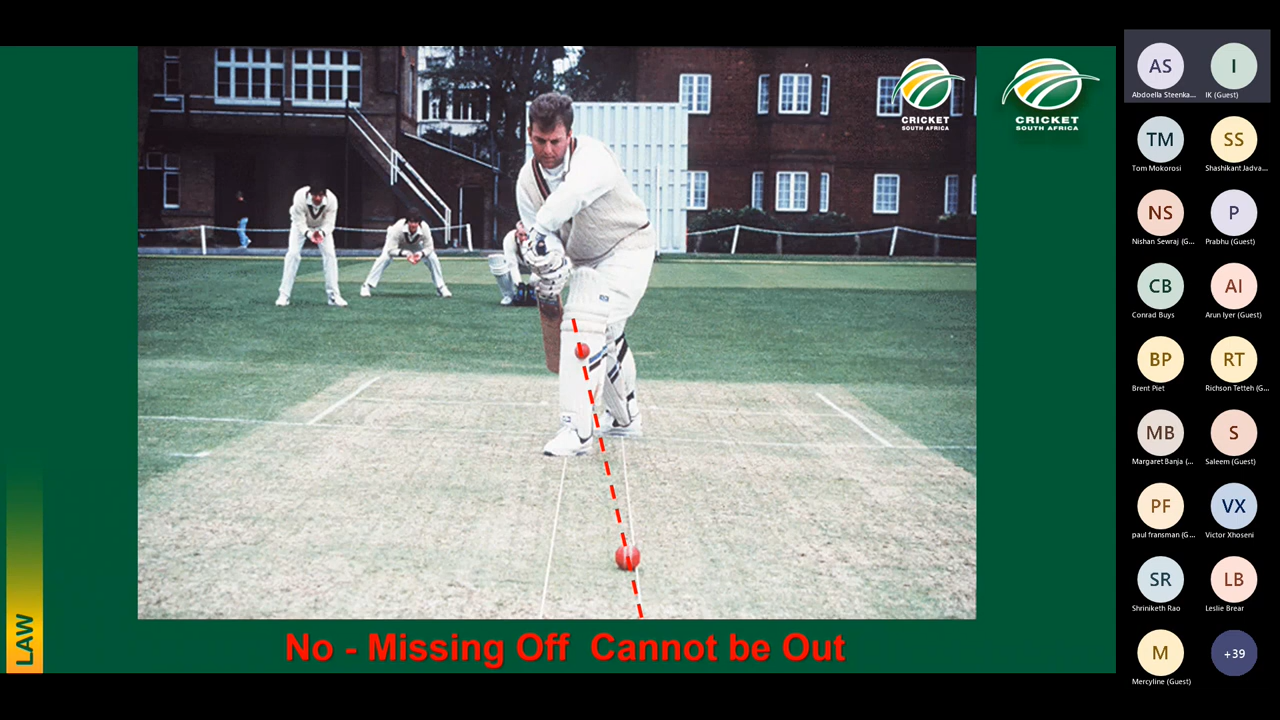 CRICKET
SOUTH AFRICA
CRICKET
SOUTH AFRICA
LAW
No - Missing Off Cannot be Out
AS
Abdoella Steenka...
I
IK (Guest)
TM
Tom Mokorosi
SS
Shashikant Jadva...
NS
Nishan Sewraj (G...
P
Prabhu (Guest)
CB
Conrad Buys
AI
Arun Iyer (Guest)
BP
Brent Piet
RT
Richson Tetteh (G...
MB
Margaret Banja (...
S
Saleem (Guest)
PF
paul fransman (G...
VX
Victor Xhoseni
SR
Shriniketh Rao
LB
Leslie Brear
M
Mercyline (Guest)
+39